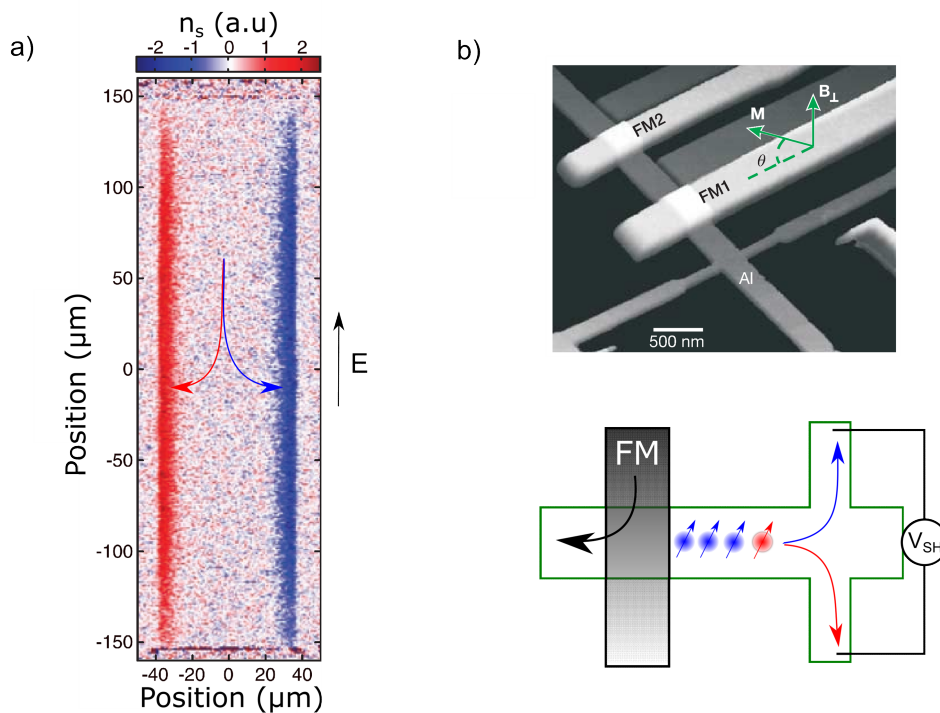 a)
n_s (a.u)
-2 -1 0 1 2
150
100
50
0
-50
-100
-150
Position (µm)
-40 -20 0 20 40
Position (µm)
E
b)
B⊥
M
θ
FM2
FM1
Al
500 nm
FM
V_SH